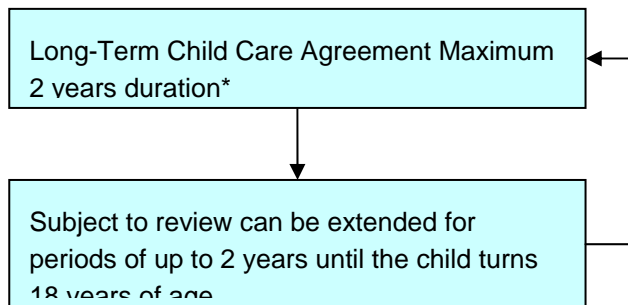 Long-Term Child Care Agreement Maximum
2 years duration*
Subject to review can be extended for
periods of up to 2 years until the child turns
18 years of age